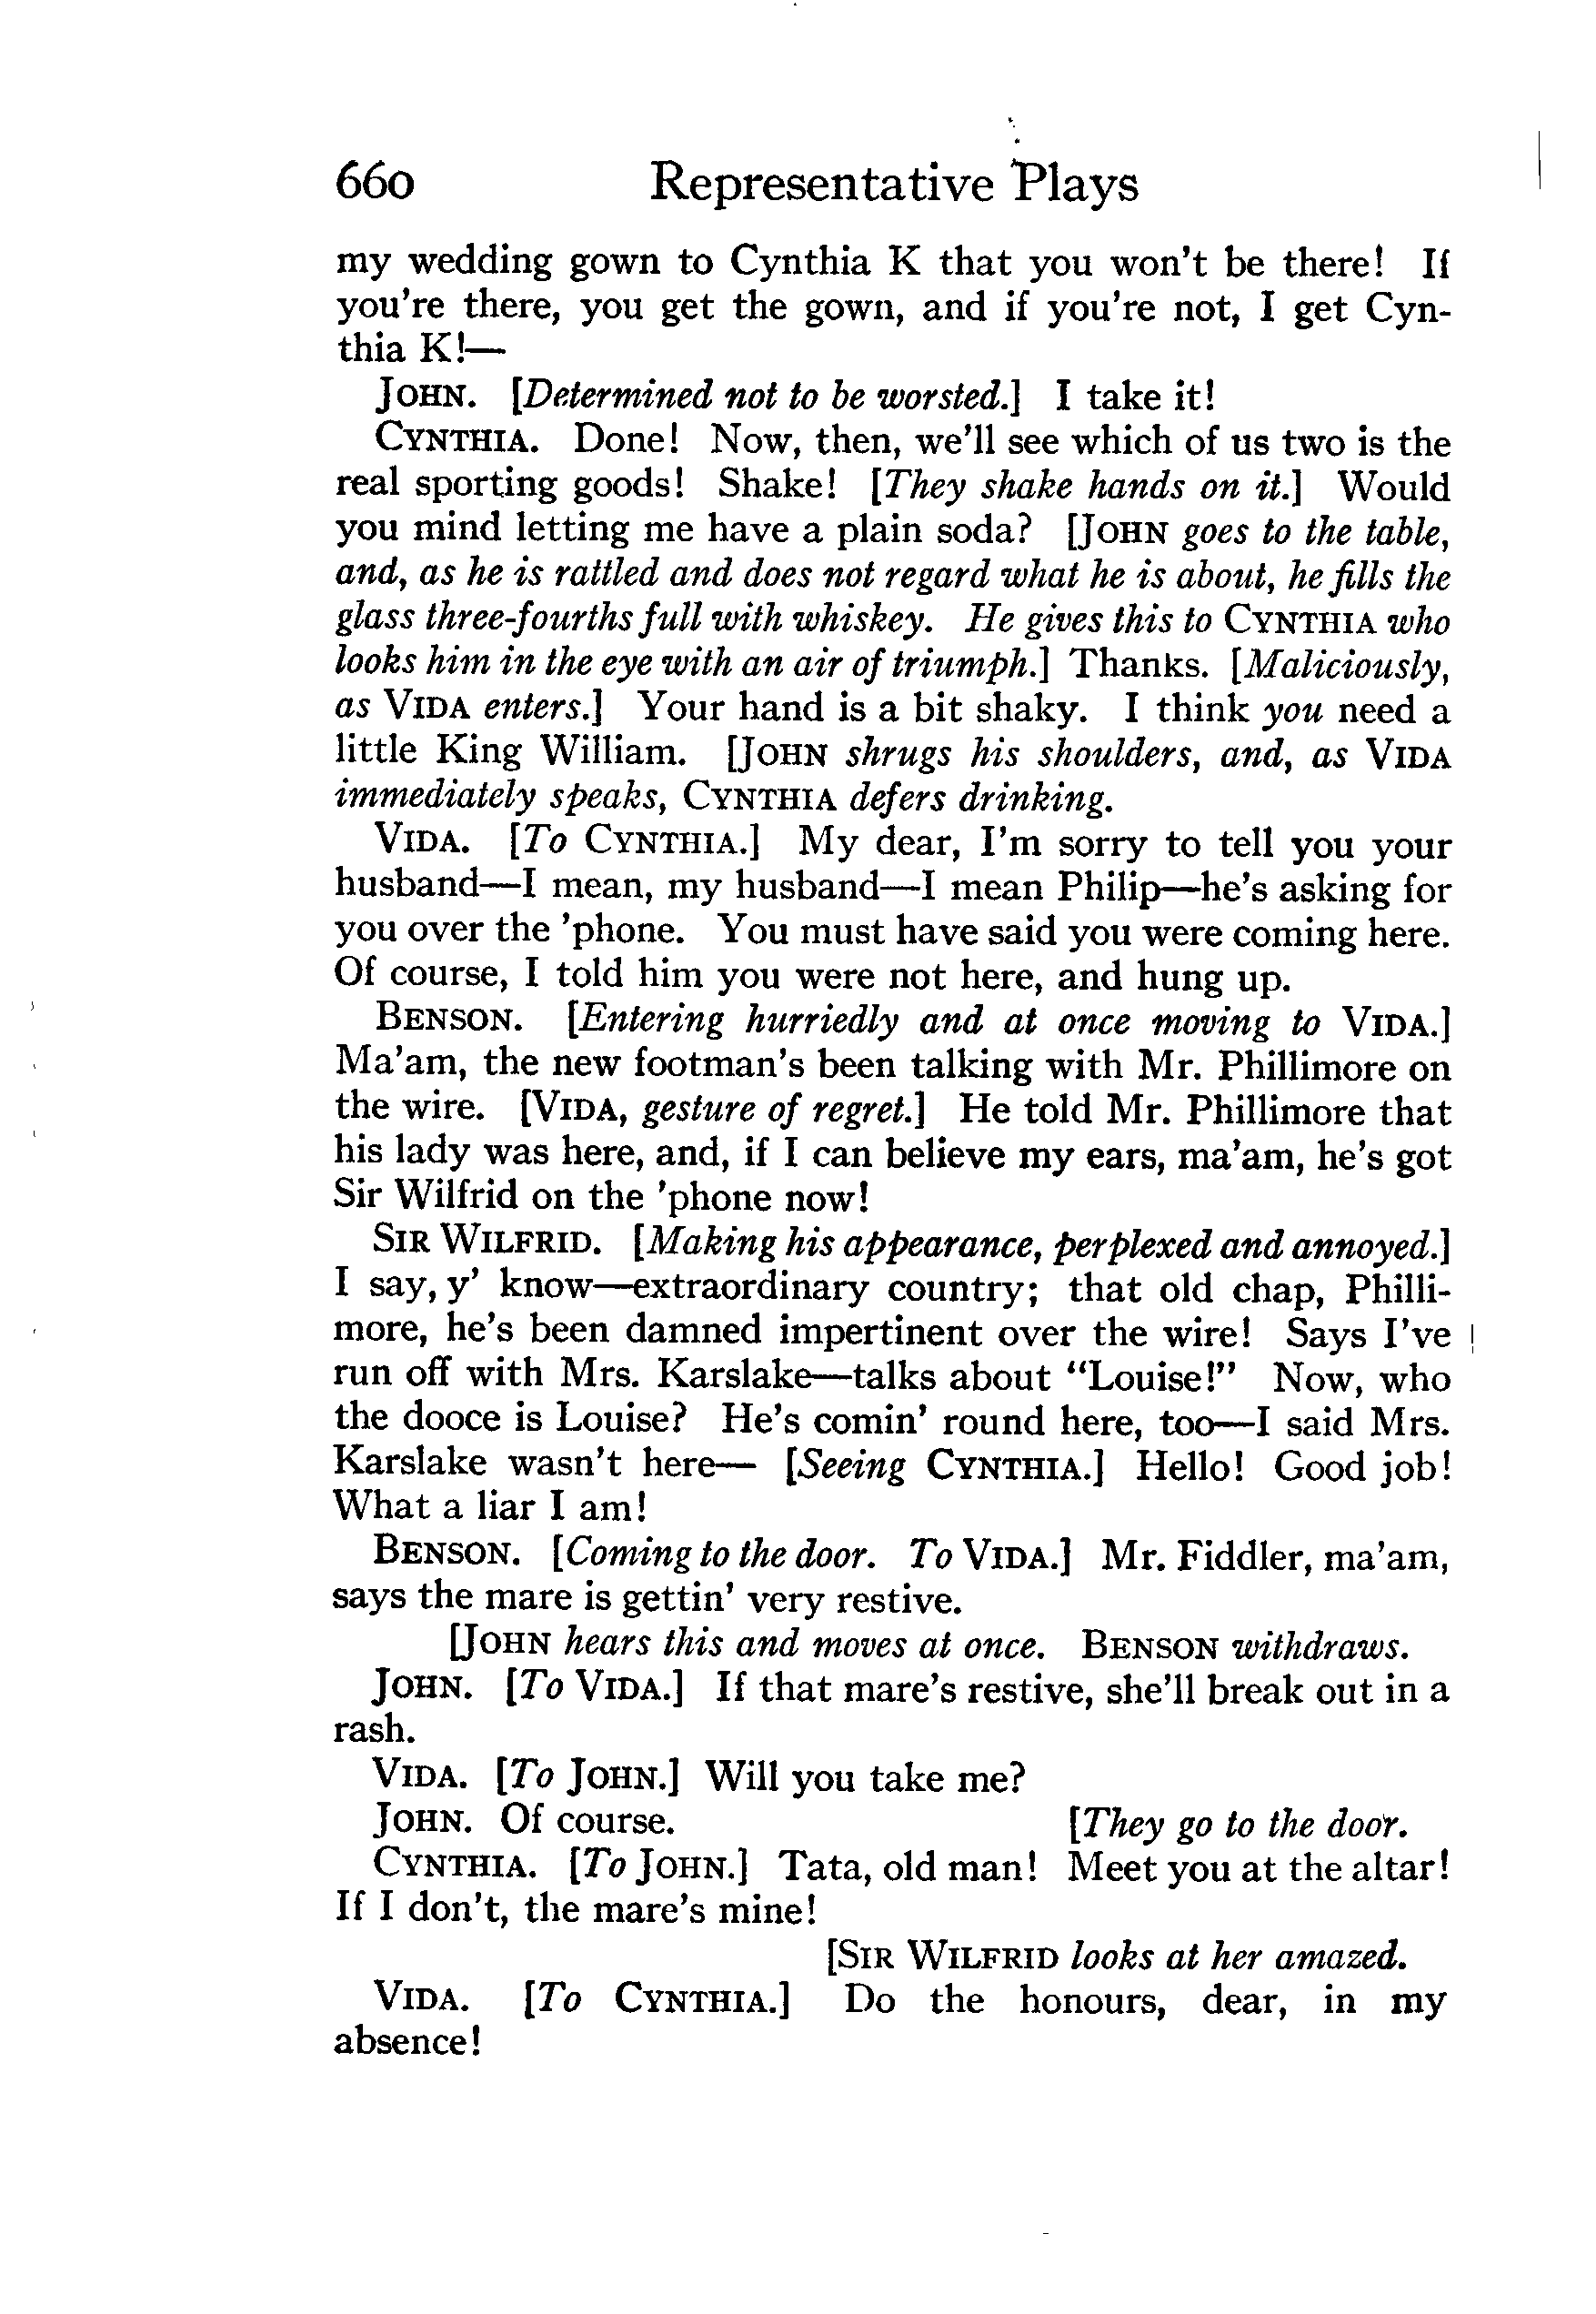 660 Representative Plays
my wedding gown to Cynthia K that you won't be there! If
you're there, you get the gown, and if you're not, I get Cyn-
thia K!—
JOHN. [Determined not to be worsted.] I take it!
CYNTHIA. Done! Now, then, we'll see which of us two is the
real sporting goods! Shake! [They shake hands on it.] Would
you mind letting me have a plain soda? [JOHN goes to the table,
and, as he is rattled and does not regard what he is about, he fills the
glass three-fourths full with whiskey. He gives this to CYNTHIA who
looks him in the eye with an air of triumph.] Thanks. [Maliciously,
as VIDA enters.] Your hand is a bit shaky. I think you need a
little King William. [JOHN shrugs his shoulders, and, as VIDA
immediately speaks, CYNTHIA defers drinking.
VIDA. [To CYNTHIA.] My dear, I'm sorry to tell you your
husband—I mean, my husband—I mean Philip—he's asking for
you over the 'phone. You must have said you were coming here.
Of course, I told him you were not here, and hung up.
BENSON. [Entering hurriedly and at once moving to VIDA.]
Ma'am, the new footman's been talking with Mr. Phillimore on
the wire. [VIDA, gesture of regret.] He told Mr. Phillimore that
his lady was here, and, if I can believe my ears, ma'am, he's got
Sir Wilfrid on the 'phone now!
SIR WILFRID. [Making his appearance, perplexed and annoyed.]
I say, y' know—extraordinary country; that old chap, Philli-
more, he's been damned impertinent over the wire! Says I've
run off with Mrs. Karslake—talks about "Louise!" Now, who
the dooce is Louise? He's comin' round here, too—I said Mrs.
Karslake wasn't here— [Seeing CYNTHIA.] Hello! Good job!
What a liar I am!
BENSON. [Coming to the door. To VIDA.] Mr. Fiddler, ma'am,
says the mare is gettin' very restive.
[JOHN hears this and moves at once. BENSON withdraws.
JOHN. [To VIDA.] If that mare's restive, she'll break out in a
rash.
VIDA. [To JOHN.] Will you take me?
JOHN. Of course. [They go to the door.
CYNTHIA. [To JOHN.] Tata, old man! Meet you at the altar!
If I don't, the mare's mine!
[SIR WILFRID looks at her amazed.
VIDA. [To CYNTHIA.] Do the honours, dear, in my
absence!